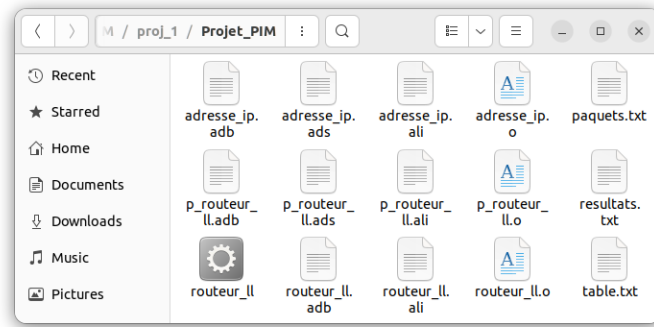 M / proj_1 / Projet_PIM
Recent
Starred
Home
Documents
Downloads
Music
Pictures
adresse_ip.
adb
adresse_ip.
ads
adresse_ip.
ali
adresse_ip.
o
paquets.txt
p_routeur_
ll.adb
p_routeur_
ll.ads
p_routeur_
ll.ali
p_routeur_
ll.o
resultats.
txt
routeur_ll
routeur_ll.
adb
routeur_ll.
ali
routeur_ll.o
table.txt